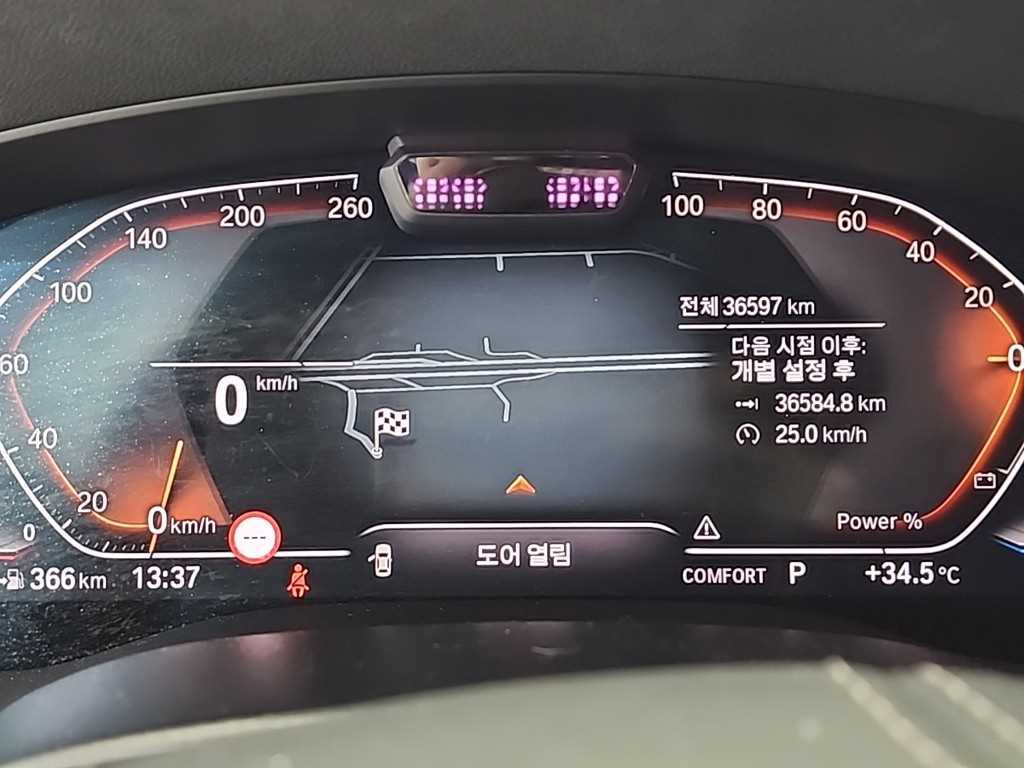 260
200
140
100
60
40
20
0
0 km/h
0 km/h
100
80
60
40
20
0
Power %
전체 36597 km
다음 시점 이후:
개별 설정 후
36584.8 km
25.0 km/h
366 km
13:37
---
도어 열림
COMFORT P
+34.5 °C